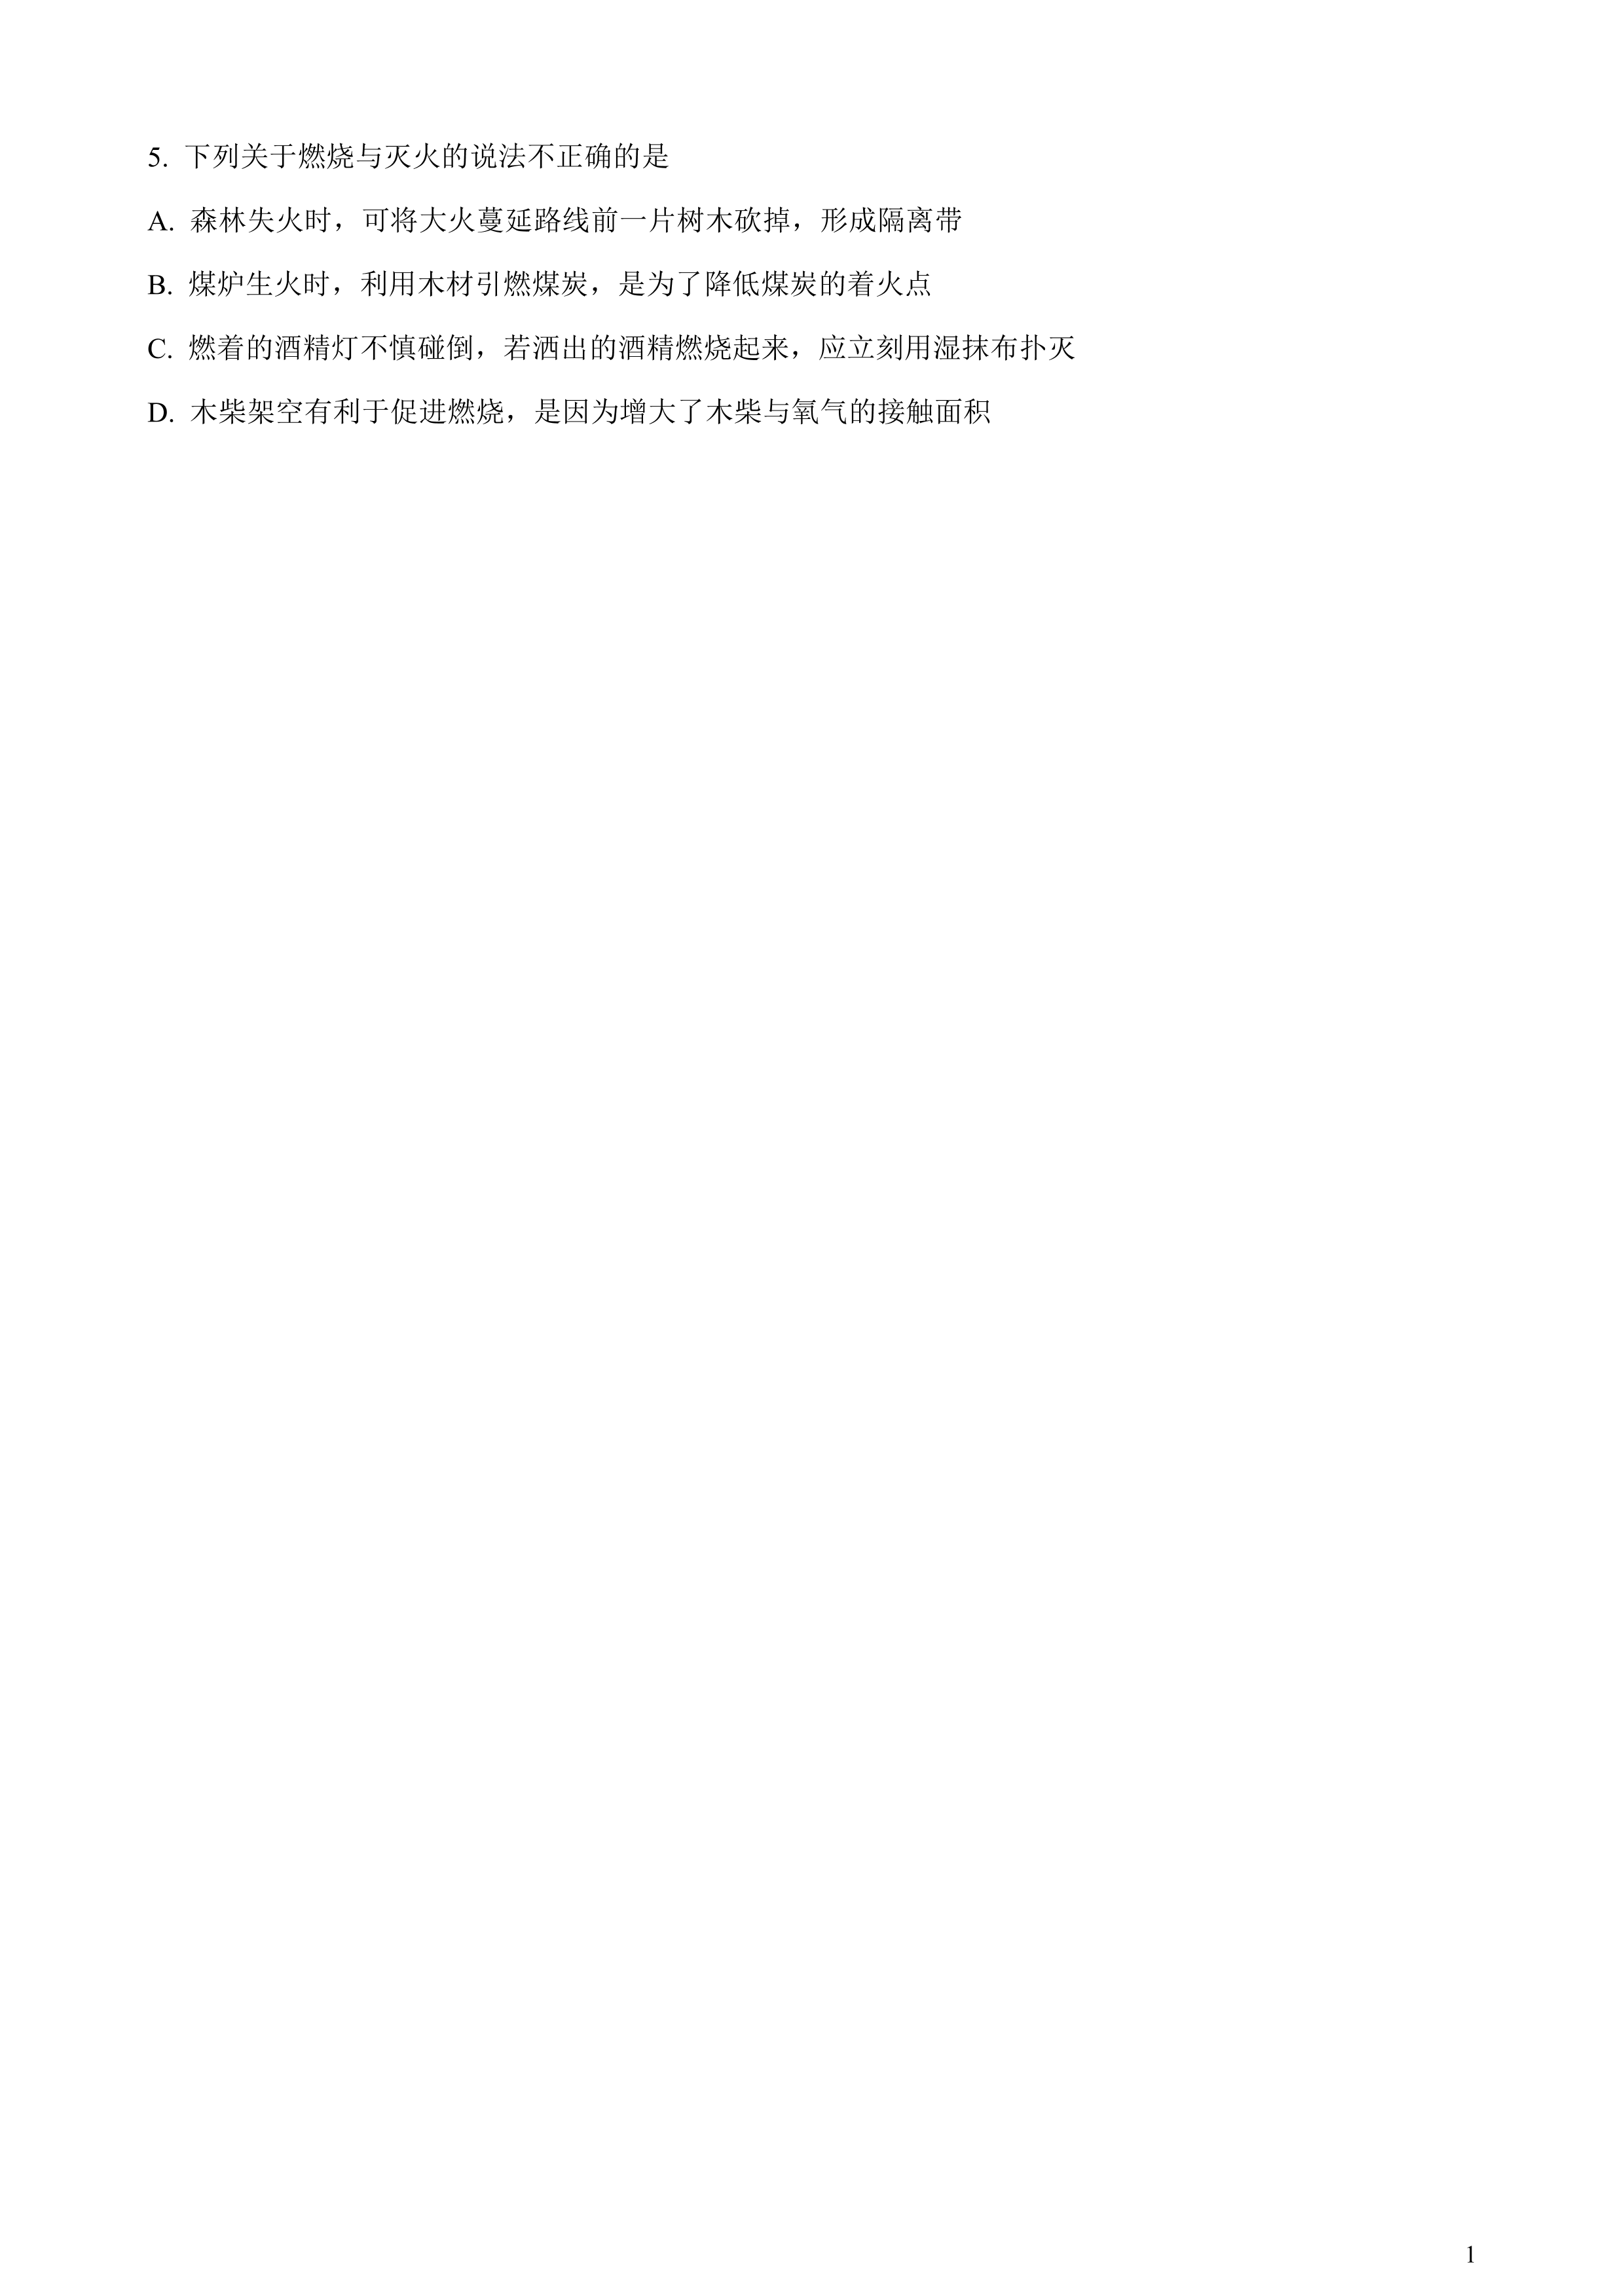 5. 下列关于燃烧与灭火的说法不正确的是
A. 森林失火时，可将大火蔓延路线前一片树木砍掉，形成隔离带
B. 煤炉生火时，利用木材引燃煤炭，是为了降低煤炭的着火点
C. 燃着的酒精灯不慎碰倒，若洒出的酒精燃烧起来，应立刻用湿抹布扑灭
D. 木柴架空有利于促进燃烧，是因为增大了木柴与氧气的接触面积
1